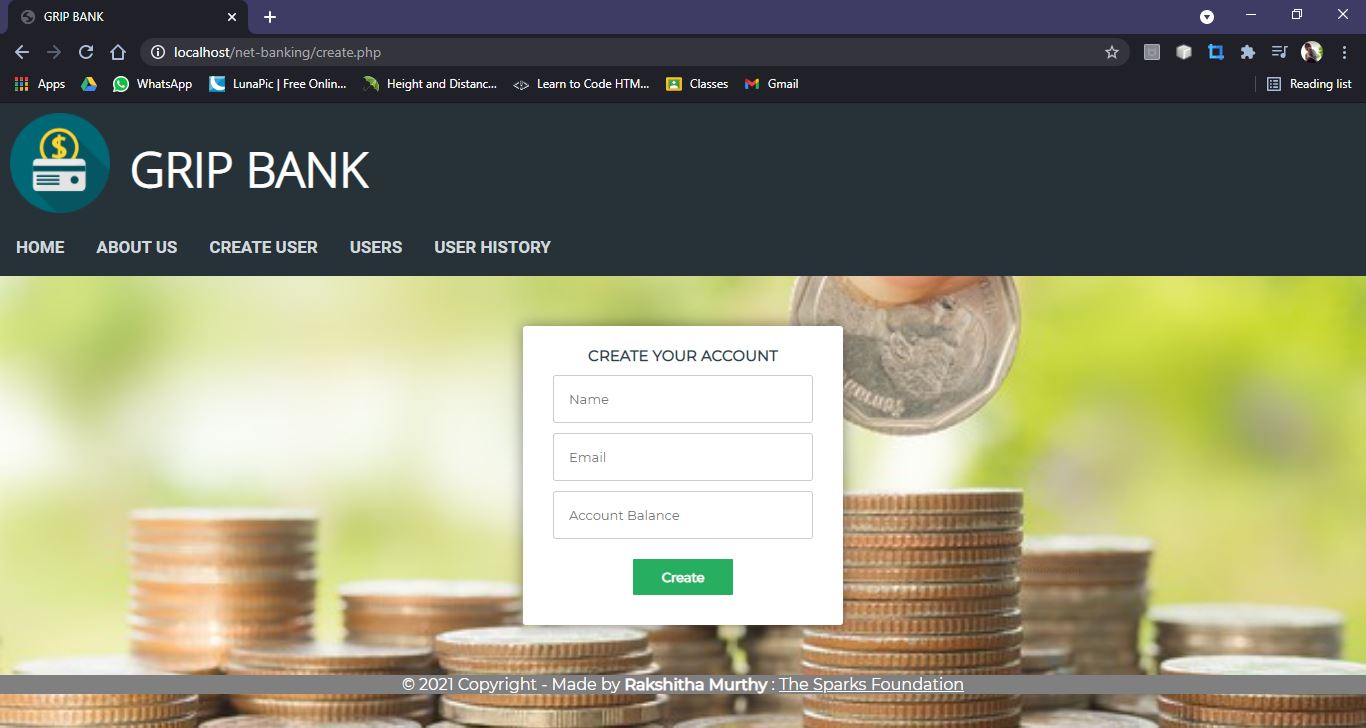 GRIP BANK
localhost/net-banking/create.php
Apps WhatsApp LunaPic | Free Onlin... Height and Distanc... Learn to Code HTM... Classes Gmail Reading list
$
GRIP BANK
HOME ABOUT US CREATE USER USERS USER HISTORY
CREATE YOUR ACCOUNT
Name
Email
Account Balance
Create
© 2021 Copyright - Made by Rakshitha Murthy : The Sparks Foundation